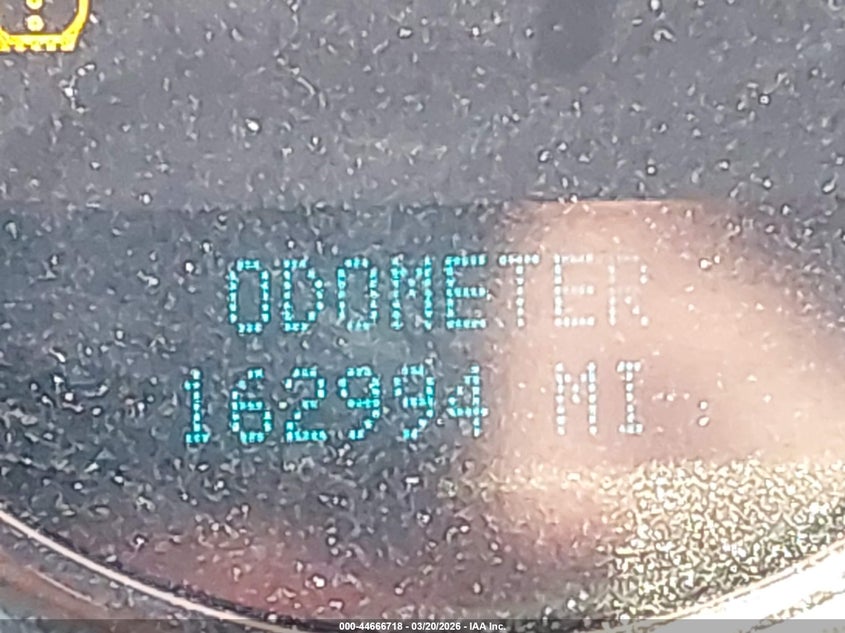 ODOMETER
162994 MI
000-44666718 - 03/20/2026 - IAA Inc.